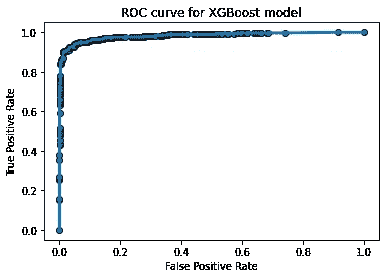 ROC curve for XGBoost model
1.0
0.8
0.6
0.4
0.2
0.0
True Positive Rate
0.0 0.2 0.4 0.6 0.8 1.0
False Positive Rate